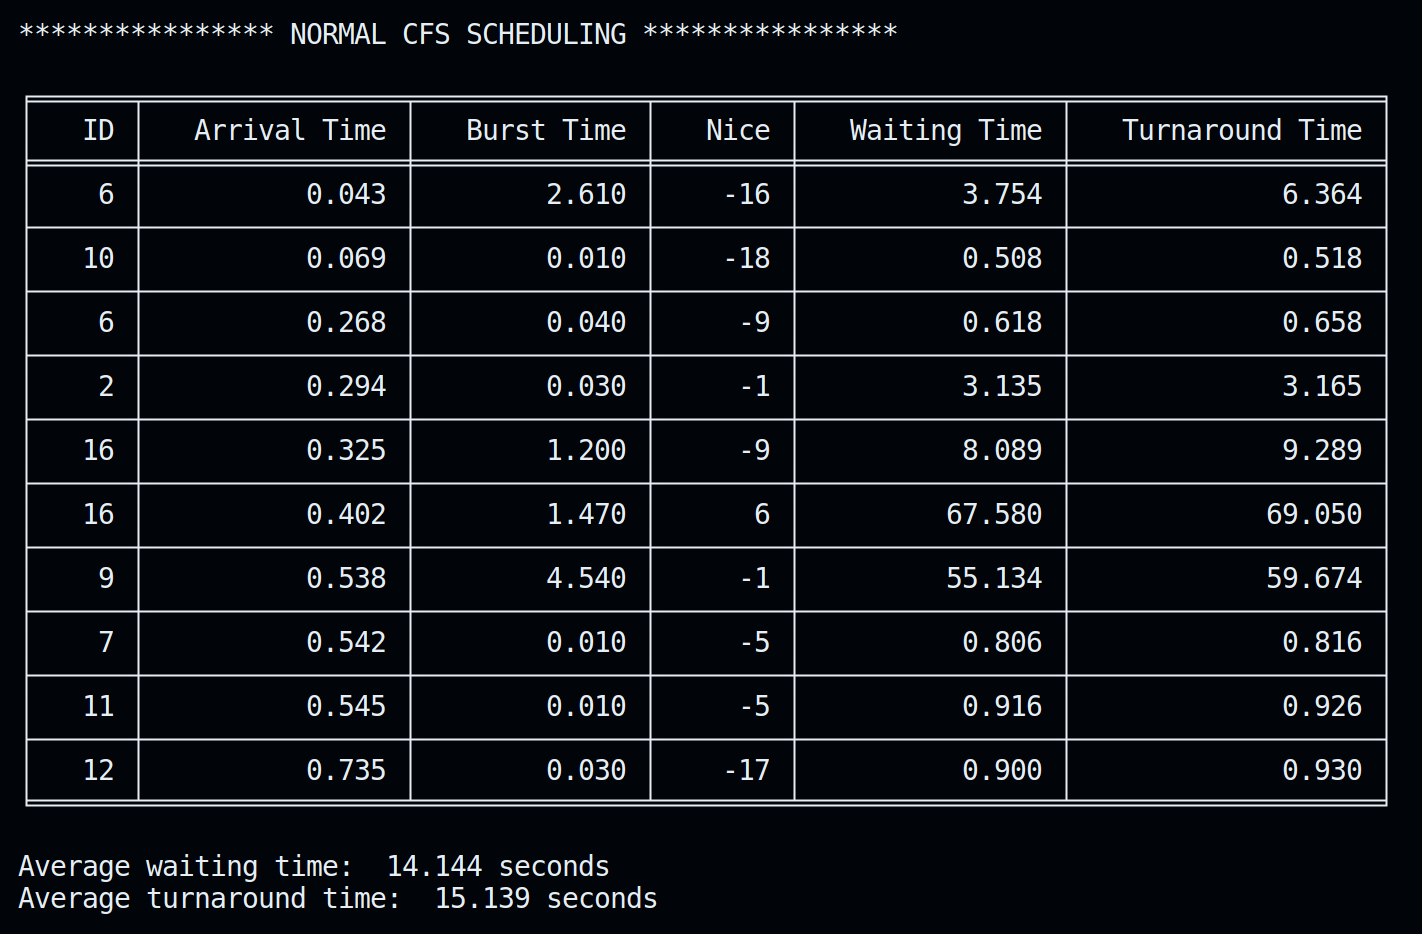 **************** NORMAL CFS SCHEDULING ****************
ID Arrival Time Burst Time Nice Waiting Time Turnaround Time
6 0.043 2.610 -16 3.754 6.364
10 0.069 0.010 -18 0.508 0.518
6 0.268 0.040 -9 0.618 0.658
2 0.294 0.030 -1 3.135 3.165
16 0.325 1.200 -9 8.089 9.289
16 0.402 1.470 6 67.580 69.050
9 0.538 4.540 -1 55.134 59.674
7 0.542 0.010 -5 0.806 0.816
11 0.545 0.010 -5 0.916 0.926
12 0.735 0.030 -17 0.900 0.930
Average waiting time:  14.144 seconds
Average turnaround time:  15.139 seconds